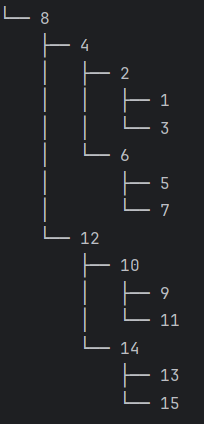 └── 8
    ├── 4
    │   ├── 2
    │   │   ├── 1
    │   │   └── 3
    │   └── 6
    │       ├── 5
    │       └── 7
    └── 12
        ├── 10
        │   ├── 9
        │   └── 11
        └── 14
            ├── 13
            └── 15